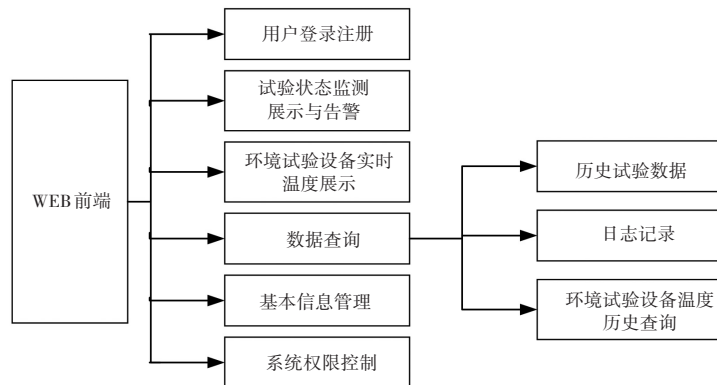 WEB前端
用户登录注册
试验状态监测
展示与告警
环境试验设备实时
温度展示
数据查询
基本信息管理
系统权限控制
历史试验数据
日志记录
环境试验设备温度
历史查询